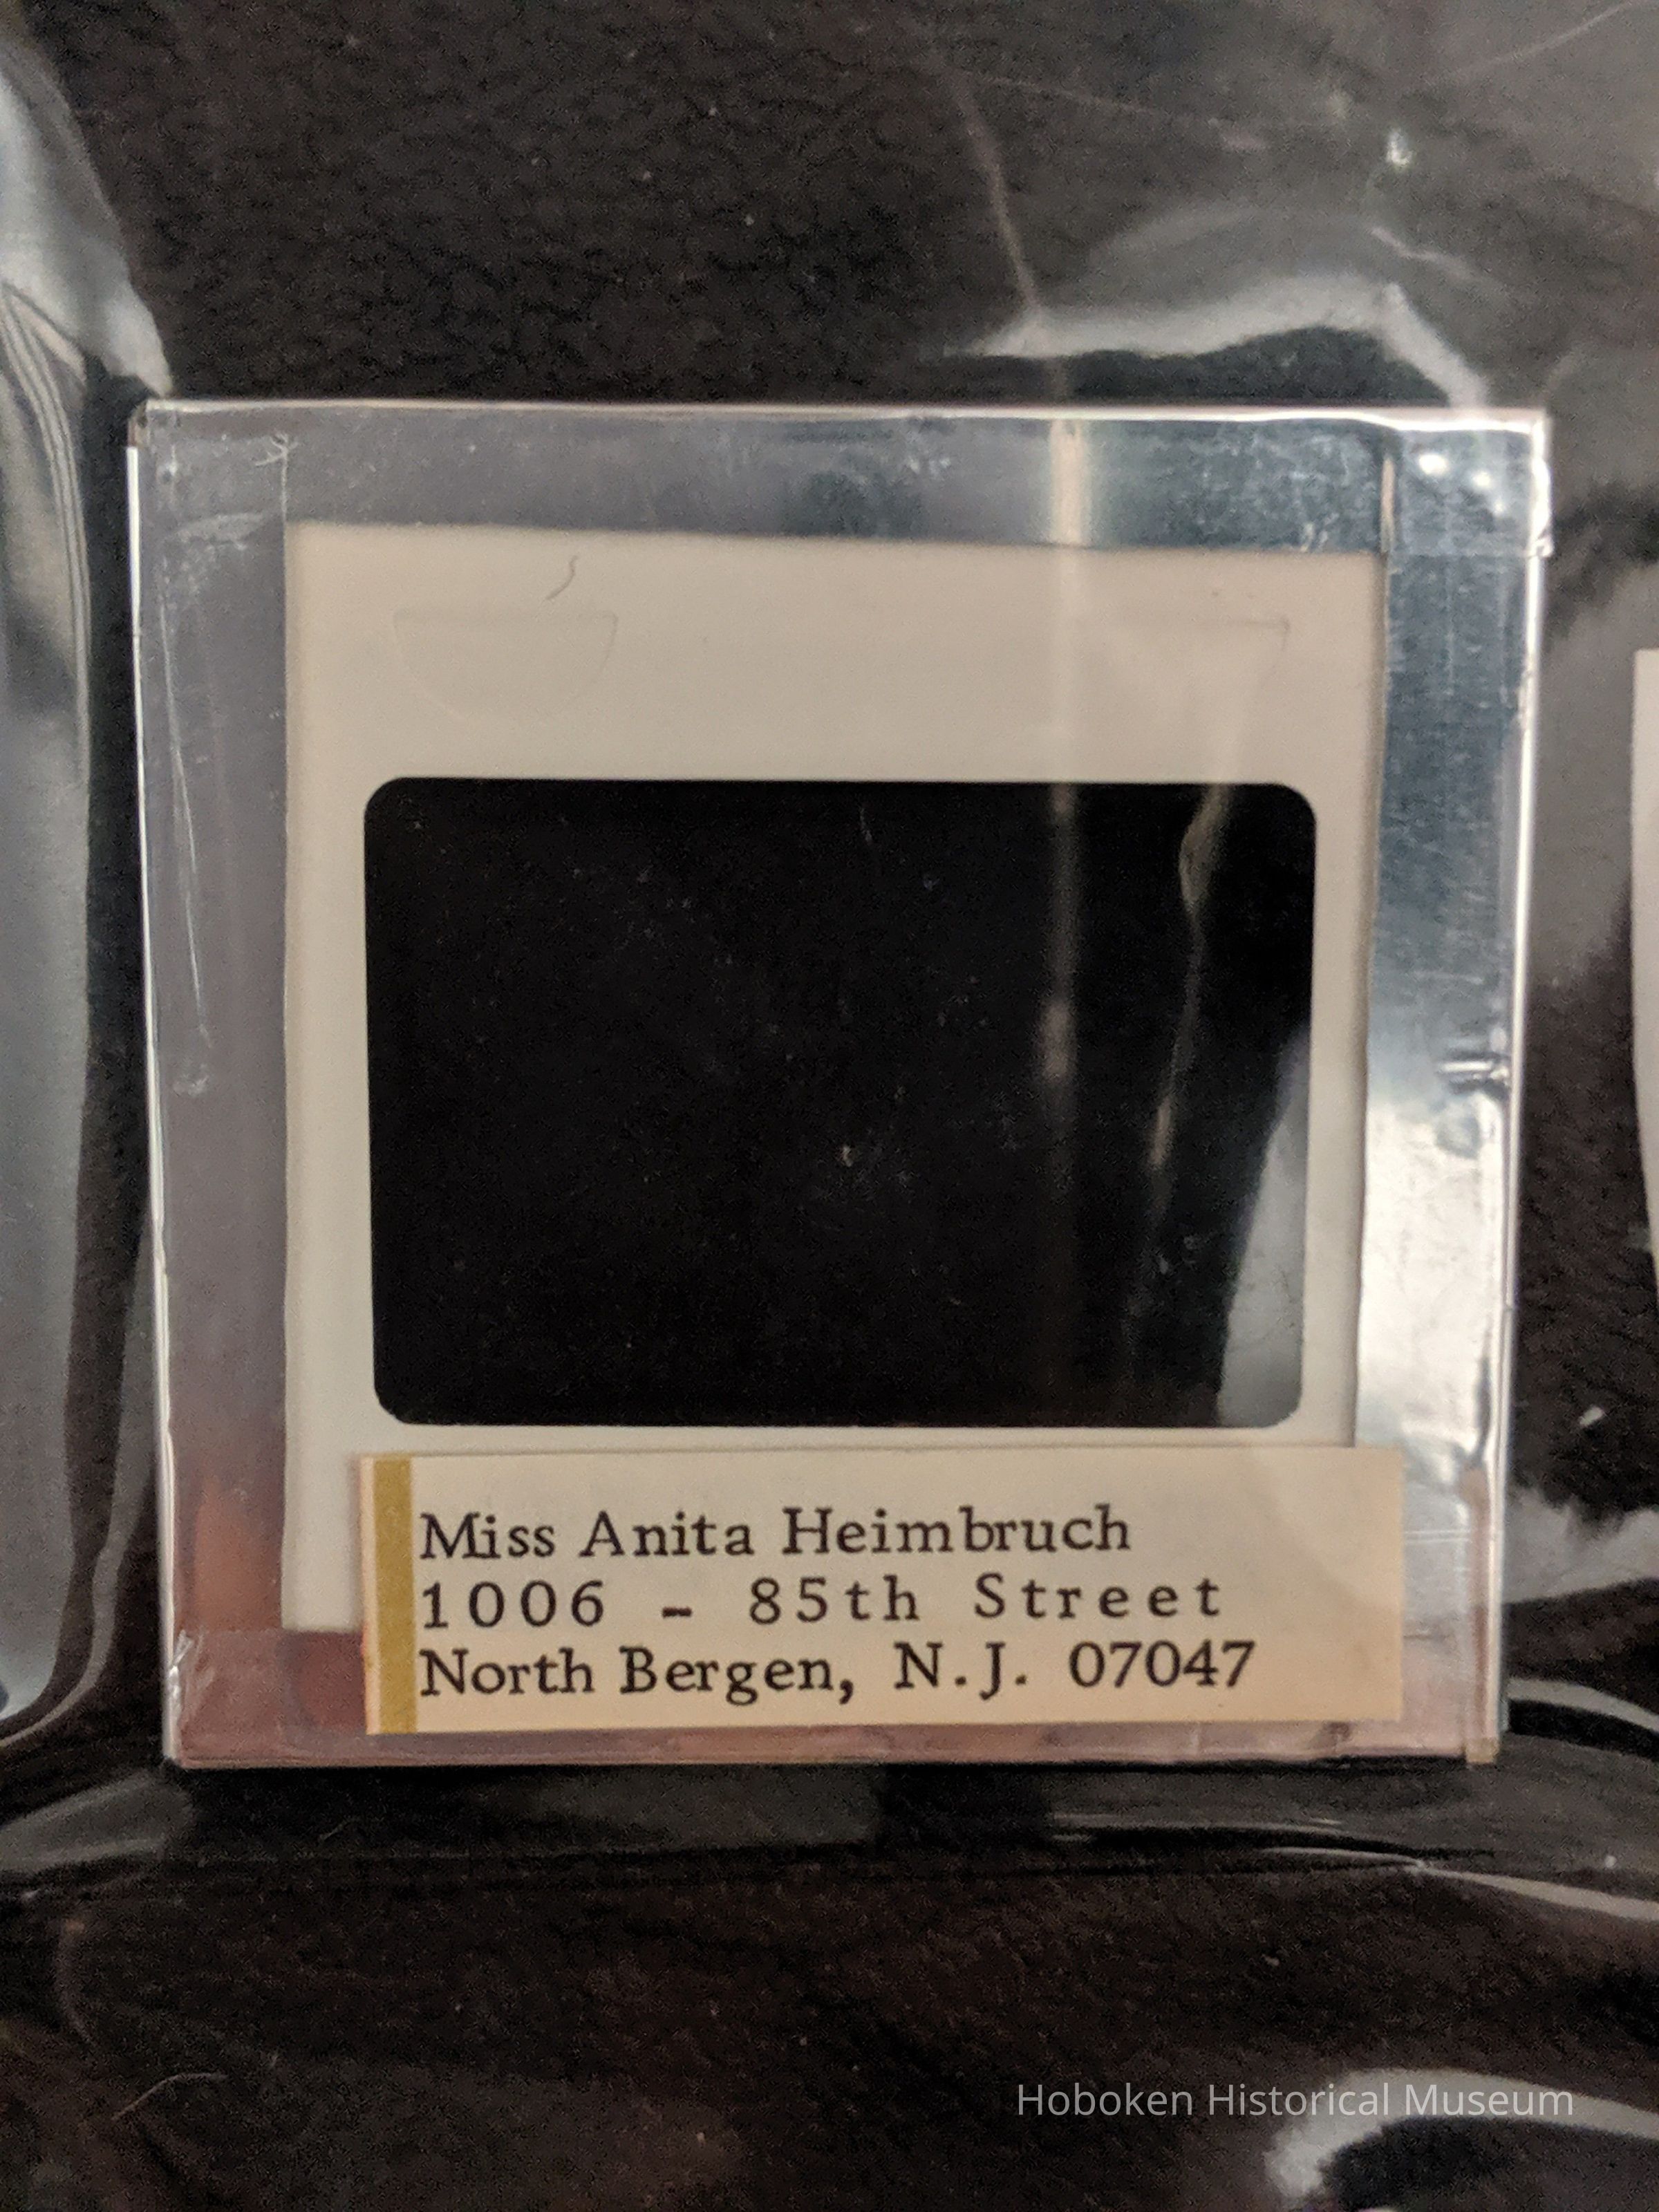 Miss Anita Heimbruch
1006 - 85th Street
North Bergen, N.J. 07047
Hoboken Historical Museum